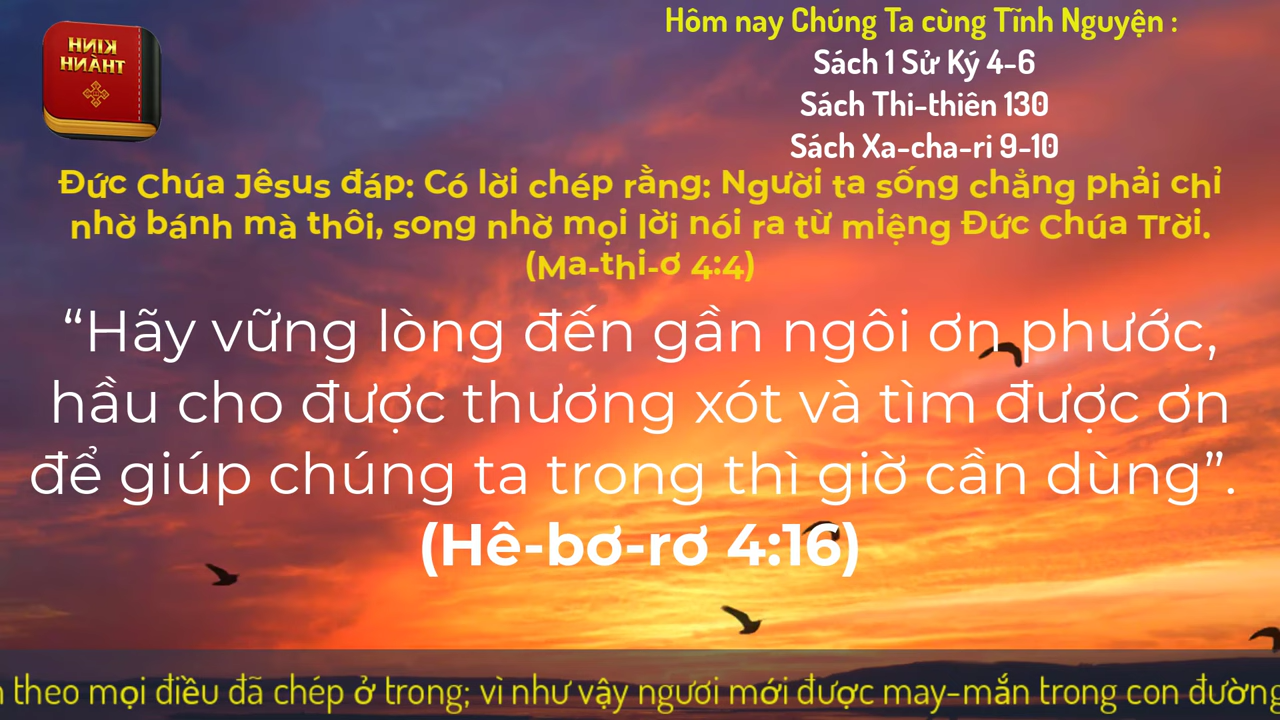 KINH
THÁNH
Hôm nay Chúng Ta cùng Tĩnh Nguyện :
Sách 1 Sử Ký 4-6
Sách Thi-thiên 130
Sách Xa-cha-ri 9-10
Đức Chúa Jêsus đáp: Có lời chép rằng: Người ta sống chẳng phải chỉ
nhờ bánh mà thôi, song nhờ mọi lời nói ra từ miệng Đức Chúa Trời.
(Ma-thi-ơ 4:4)
“Hãy vững lòng đến gần ngôi ơn phước,
hầu cho được thương xót và tìm được ơn
để giúp chúng ta trong thì giờ cần dùng”.
(Hê-bơ-rơ 4:16)
theo mọi điều đã chép ở trong; vì như vậy ngươi mới được may-mắn trong con đường